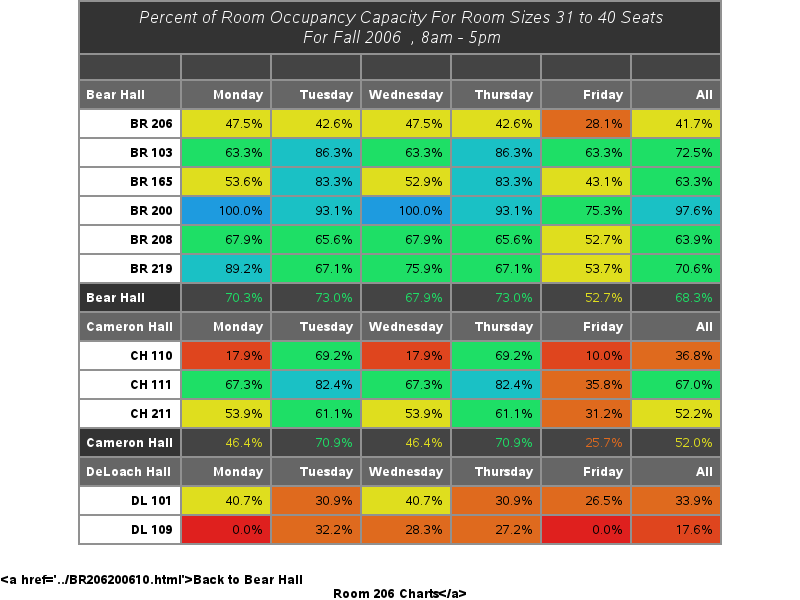 Percent of Room Occupancy Capacity For Room Sizes 31 to 40 Seats
For Fall 2006 , 8am - 5pm
Bear Hall Monday Tuesday Wednesday Thursday Friday All
BR 206 47.5% 42.6% 47.5% 42.6% 28.1% 41.7%
BR 103 63.3% 86.3% 63.3% 86.3% 63.3% 72.5%
BR 165 53.6% 83.3% 52.9% 83.3% 43.1% 63.3%
BR 200 100.0% 93.1% 100.0% 93.1% 75.3% 97.6%
BR 208 67.9% 65.6% 67.9% 65.6% 52.7% 63.9%
BR 219 89.2% 67.1% 75.9% 67.1% 53.7% 70.6%
Bear Hall 70.3% 73.0% 67.9% 73.0% 52.7% 68.3%
Cameron Hall Monday Tuesday Wednesday Thursday Friday All
CH 110 17.9% 69.2% 17.9% 69.2% 10.0% 36.8%
CH 111 67.3% 82.4% 67.3% 82.4% 35.8% 67.0%
CH 211 53.9% 61.1% 53.9% 61.1% 31.2% 52.2%
Cameron Hall 46.4% 70.9% 46.4% 70.9% 25.7% 52.0%
DeLoach Hall Monday Tuesday Wednesday Thursday Friday All
DL 101 40.7% 30.9% 40.7% 30.9% 26.5% 33.9%
DL 109 0.0% 32.2% 28.3% 27.2% 0.0% 17.6%
<a href='../BR206200610.html'>Back to Bear Hall
Room 206 Charts</a>